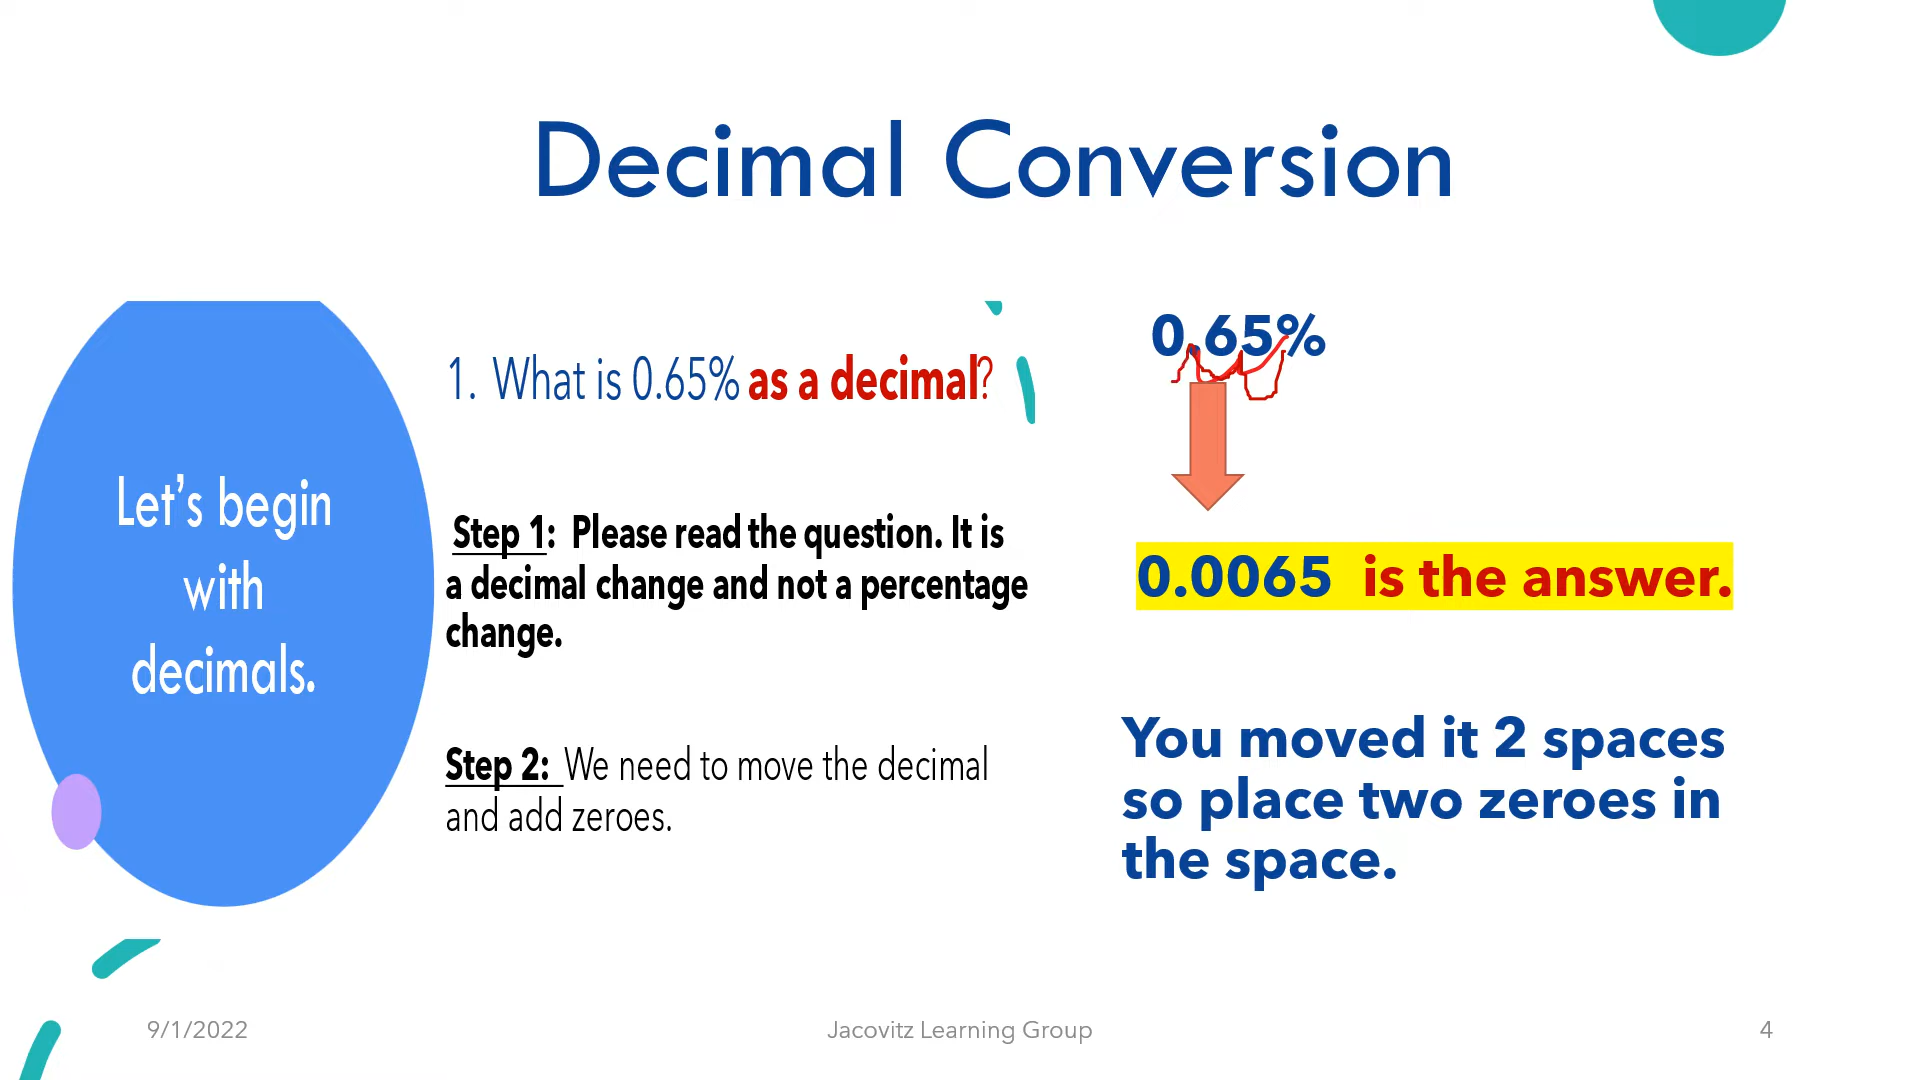 Decimal Conversion
Let’s begin
with
decimals.
1. What is 0.65% as a decimal?
Step 1: Please read the question. It is
a decimal change and not a percentage
change.
Step 2: We need to move the decimal
and add zeroes.
0.65%
0.0065 is the answer.
You moved it 2 spaces
so place two zeroes in
the space.
9/1/2022
Jacovitz Learning Group
4